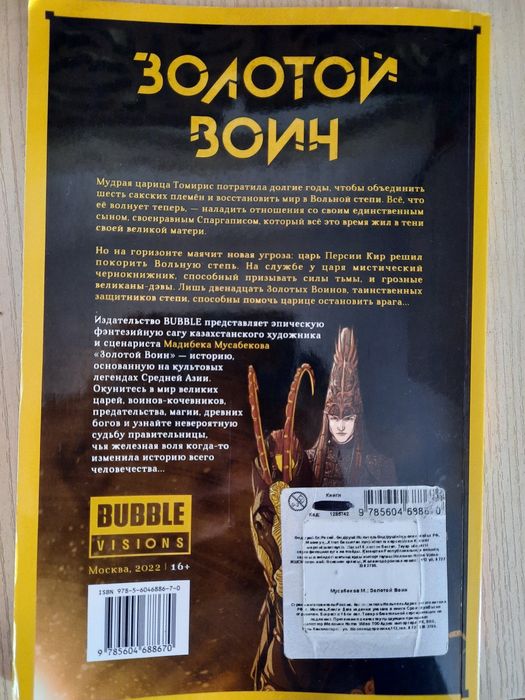 ЗОЛОТОЙ
ВОИН
Мудрая царица Томирис потратила долгие годы, чтобы объединить
шесть сакских племён и восстановить мир в Вольной степи. Всё, что
её волнует теперь, — наладить отношения со своим единственным
сыном, своенравным Спаргаписом, который всё это время жил в тени
своей великой матери.
Но на горизонте маячит новая угроза: царь Персии Кир решил
покорить Вольную степь. На службе у царя мистический
чернокнижник, способный призывать силы тьмы, и грозные
великаны-дэвы. Лишь двенадцать Золотых Воинов, таинственных
защитников степи, способны помочь царице остановить врага...
Издательство BUBBLE представляет эпическую
фэнтезийную сагу казахстанского художника
и сценариста Мадибека Мусабекова
«Золотой Воин» — историю,
основанную на культовых
легендах Средней Азии.
Окунитесь в мир великих
царей, воинов-кочевников,
предательства, магии, древних
богов и узнайте невероятную
судьбу правительницы,
чья железная воля когда-то
изменила историю всего
человечества...
BUBBLE
VISIONS
Москва, 2022 | 16+
ISBN 978-5-6046886-7-0
9 785604 688670
Книги
Код: 1285742
9 785604 688670
Мусабеков М.: Золотой Воин